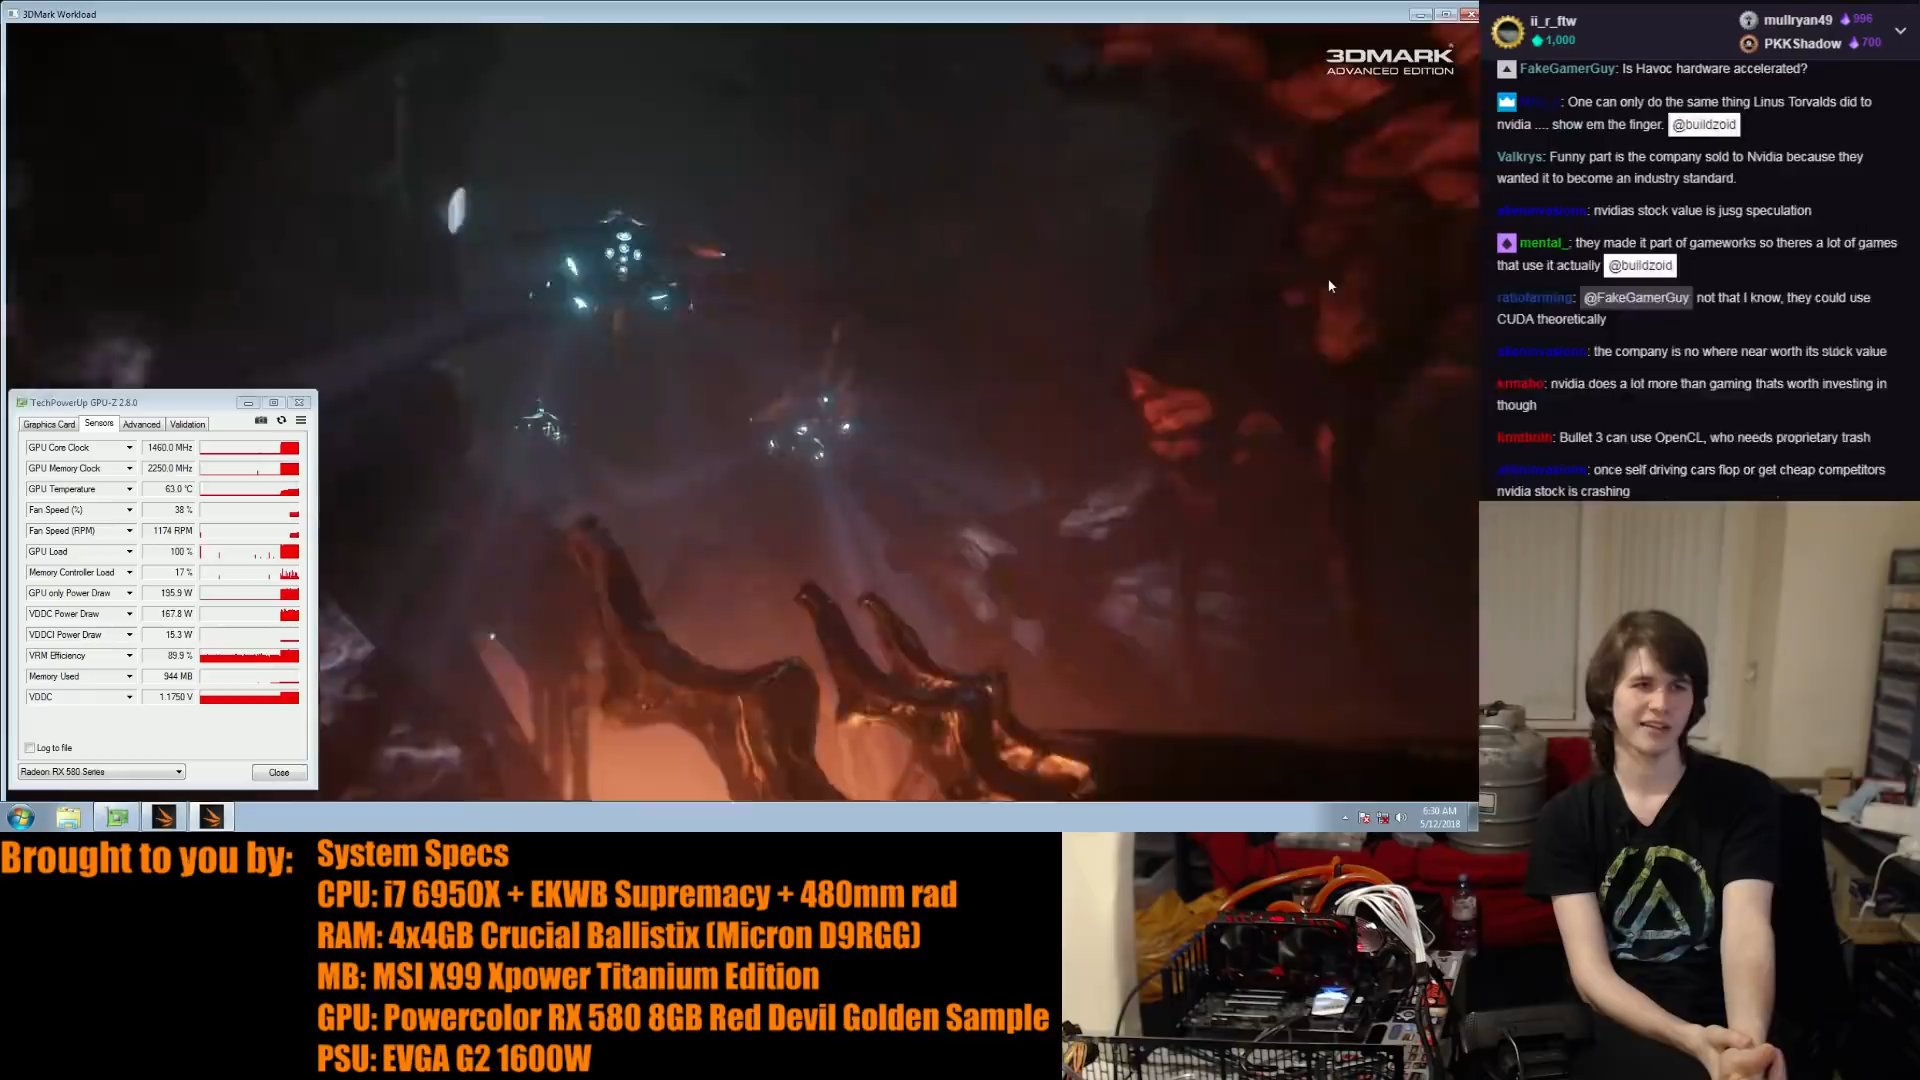 3DMark Workload
3DMARK
ADVANCED EDITION
TechPowerUp GPU-Z 2.8.0
Graphics Card Sensors Advanced Validation
GPU Core Clock 1460.0 MHz
GPU Memory Clock 2250.0 MHz
GPU Temperature 63.0 °C
Fan Speed (%) 38 %
Fan Speed (RPM) 1174 RPM
GPU Load 100 %
Memory Controller Load 17 %
GPU only Power Draw 195.9 W
VDDC Power Draw 167.8 W
VDDCI Power Draw 15.3 W
VRM Efficiency 89.9 %
Memory Used 944 MB
VDDC 1.1750 V
Log to file
Radeon RX 580 Series Close
6:30 AM
5/12/2018
ii_r_ftw
1,000
mullryan49 996
PKKShadow 700
FakeGamerGuy: Is Havoc hardware accelerated?
: One can only do the same thing Linus Torvalds did to
nvidia .... show em the finger. @buildzoid
Valkrys: Funny part is the company sold to Nvidia because they
wanted it to become an industry standard.
: nvidias stock value is jusg speculation
mental_: they made it part of gameworks so theres a lot of games
that use it actually @buildzoid
ratiofarming: @FakeGamerGuy not that I know, they could use
CUDA theoretically
: the company is no where near worth its stück value
krmaho: nvidia does a lot more than gaming thats worth investing in
though
: Bullet 3 can use OpenCL, who needs proprietary trash
: once self driving cars flop or get cheap competitors
nvidia stock is crashing
Brought to you by:
System Specs
CPU: i7 6950X + EKWB Supremacy + 480mm rad
RAM: 4x4GB Crucial Ballistix (Micron D9RGG)
MB: MSI X99 Xpower Titanium Edition
GPU: Powercolor RX 580 8GB Red Devil Golden Sample
PSU: EVGA G2 1600W